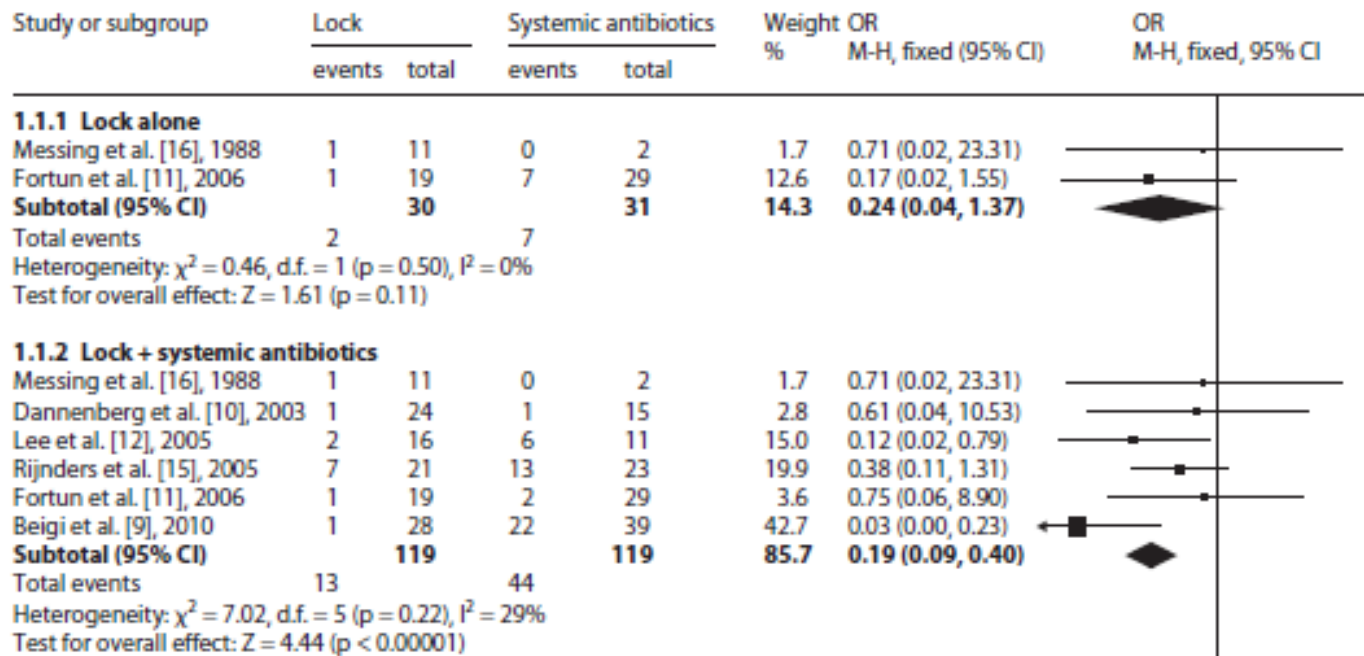 Study or subgroup Lock Systemic antibiotics Weight OR OR
events total events total % M-H, fixed (95% CI) M-H, fixed, 95% CI
1.1.1 Lock alone
Messing et al. [16], 1988 1 11 0 2 1.7 0.71 (0.02, 23.31)
Fortun et al. [11], 2006 1 19 7 29 12.6 0.17 (0.02, 1.55)
Subtotal (95% CI) 30 31 14.3 0.24 (0.04, 1.37)
Total events 2 7
Heterogeneity: χ² = 0.46, d.f. = 1 (p = 0.50), I² = 0%
Test for overall effect: Z = 1.61 (p = 0.11)
1.1.2 Lock + systemic antibiotics
Messing et al. [16], 1988 1 11 0 2 1.7 0.71 (0.02, 23.31)
Dannenberg et al. [10], 2003 1 24 1 15 2.8 0.61 (0.04, 10.53)
Lee et al. [12], 2005 2 16 6 11 15.0 0.12 (0.02, 0.79)
Rijnders et al. [15], 2005 7 21 13 23 19.9 0.38 (0.11, 1.31)
Fortun et al. [11], 2006 1 19 2 29 3.6 0.75 (0.06, 8.90)
Beigi et al. [9], 2010 1 28 22 39 42.7 0.03 (0.00, 0.23)
Subtotal (95% CI) 119 119 85.7 0.19 (0.09, 0.40)
Total events 13 44
Heterogeneity: χ² = 7.02, d.f. = 5 (p = 0.22), I² = 29%
Test for overall effect: Z = 4.44 (p < 0.00001)